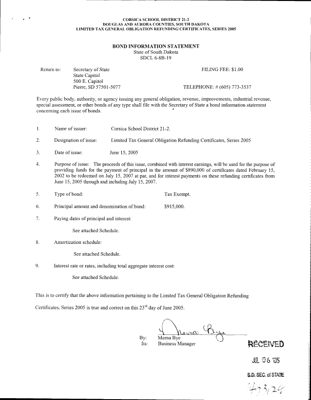 CORSICA SCHOOL DISTRICT 21-2
DOUGLAS AND AURORA COUNTIES, SOUTH DAKOTA
LIMITED TAX GENERAL OBLIGATION REFUNDING CERTIFICATES, SERIES 2005
BOND INFORMATION STATEMENT
State of South Dakota
SDCL 6-8B-19
Return to: Secretary of State FILING FEE: $1.00
State Capitol
500 E. Capitol
Pierre, SD 57501-5077 TELEPHONE: # (605) 773-3537
Every public body, authority, or agency issuing any general obligation, revenue, improvement, industrial revenue,
special assessment, or other bonds of any type shall file with the Secretary of State a bond information statement
concerning each issue of bonds.
1. Name of issuer: Corsica School District 21-2.
2. Designation of issue: Limited Tax General Obligation Refunding Certificates, Series 2005
3. Date of issue: June 15, 2005
4. Purpose of issue: The proceeds of this issue, combined with interest earnings, will be used for the purpose of
providing funds for the payment of principal in the amount of $890,000 of certificates dated February 15,
2002 to be redeemed on July 15, 2007 at par, and for interest payments on these refunding certificates from
June 15, 2005 through and including July 15, 2007.
5. Type of bond: Tax Exempt.
6. Principal amount and denomination of bond: $915,000.
7. Paying dates of principal and interest:
See attached Schedule.
8. Amortization schedule:
See attached Schedule.
9. Interest rate or rates, including total aggregate interest cost:
See attached Schedule.
This is to certify that the above information pertaining to the Limited Tax General Obligation Refunding
Certificates, Series 2005 is true and correct on this 23rd day of June 2005.
By: Bye
Its: Business Manager
RECEIVED
JUL 06 '05
S.D. SEC. of STATE